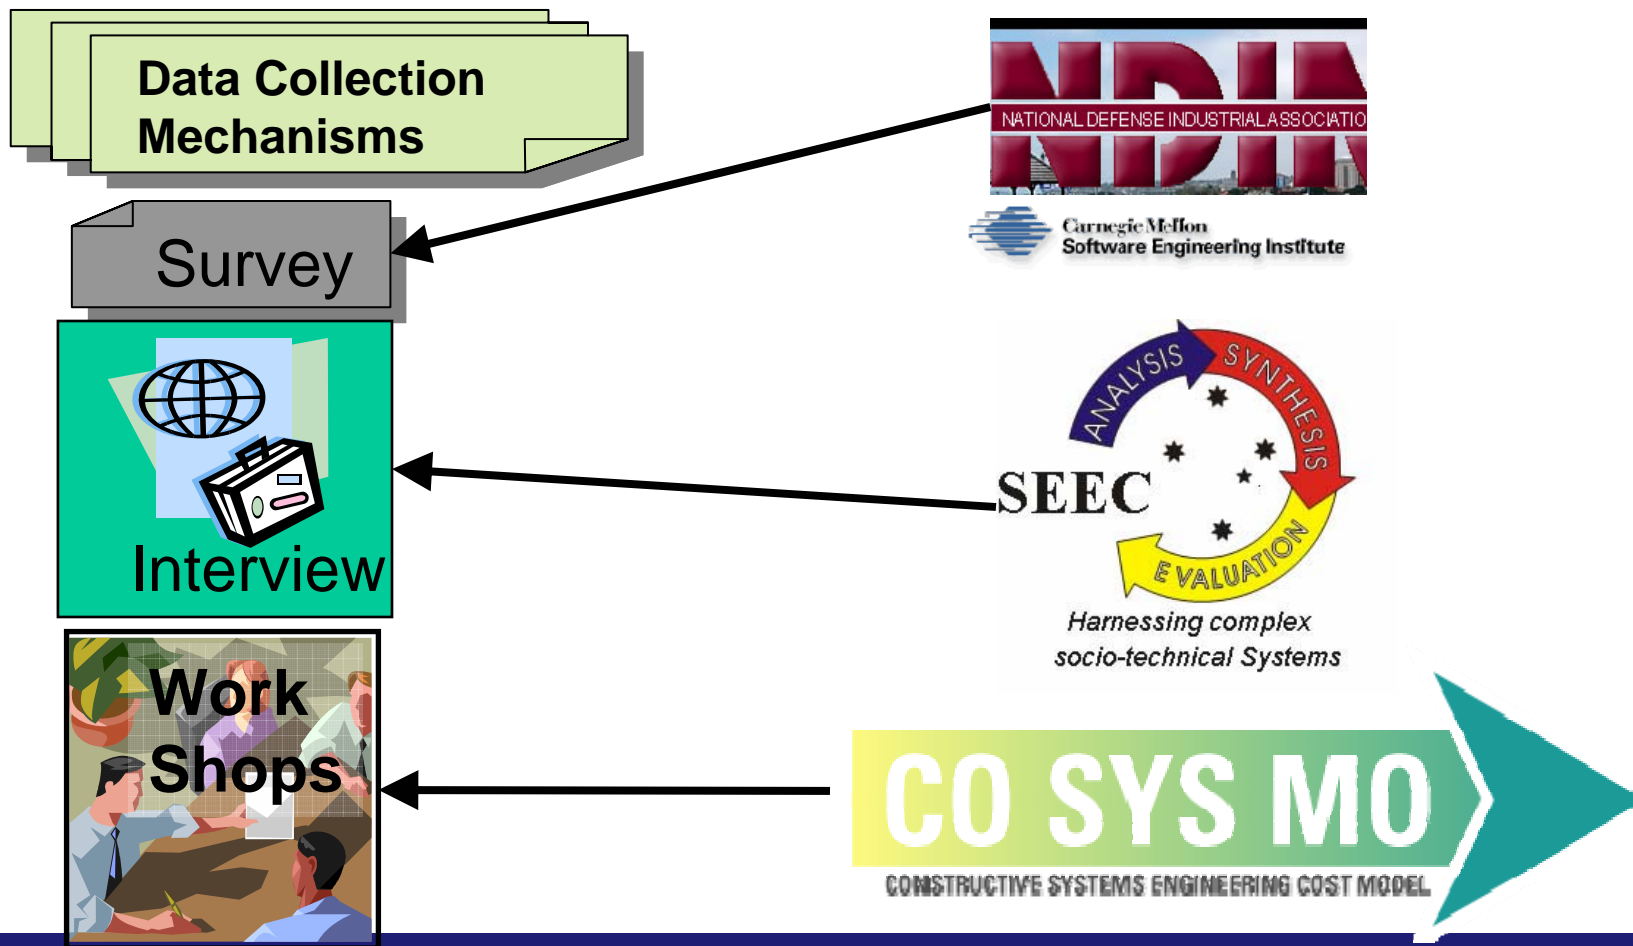 Data Collection
Mechanisms
Survey
Interview
Work
Shops
NDIA
NATIONAL DEFENSE INDUSTRIAL ASSOCIATIO
Carnegie Mellon
Software Engineering Institute
ANALYSIS
SYNTHESIS
EVALUATION
SEEC
Harnessing complex
socio-technical Systems
CO SYS MO
CONSTRUCTIVE SYSTEMS ENGINEERING COST MODEL